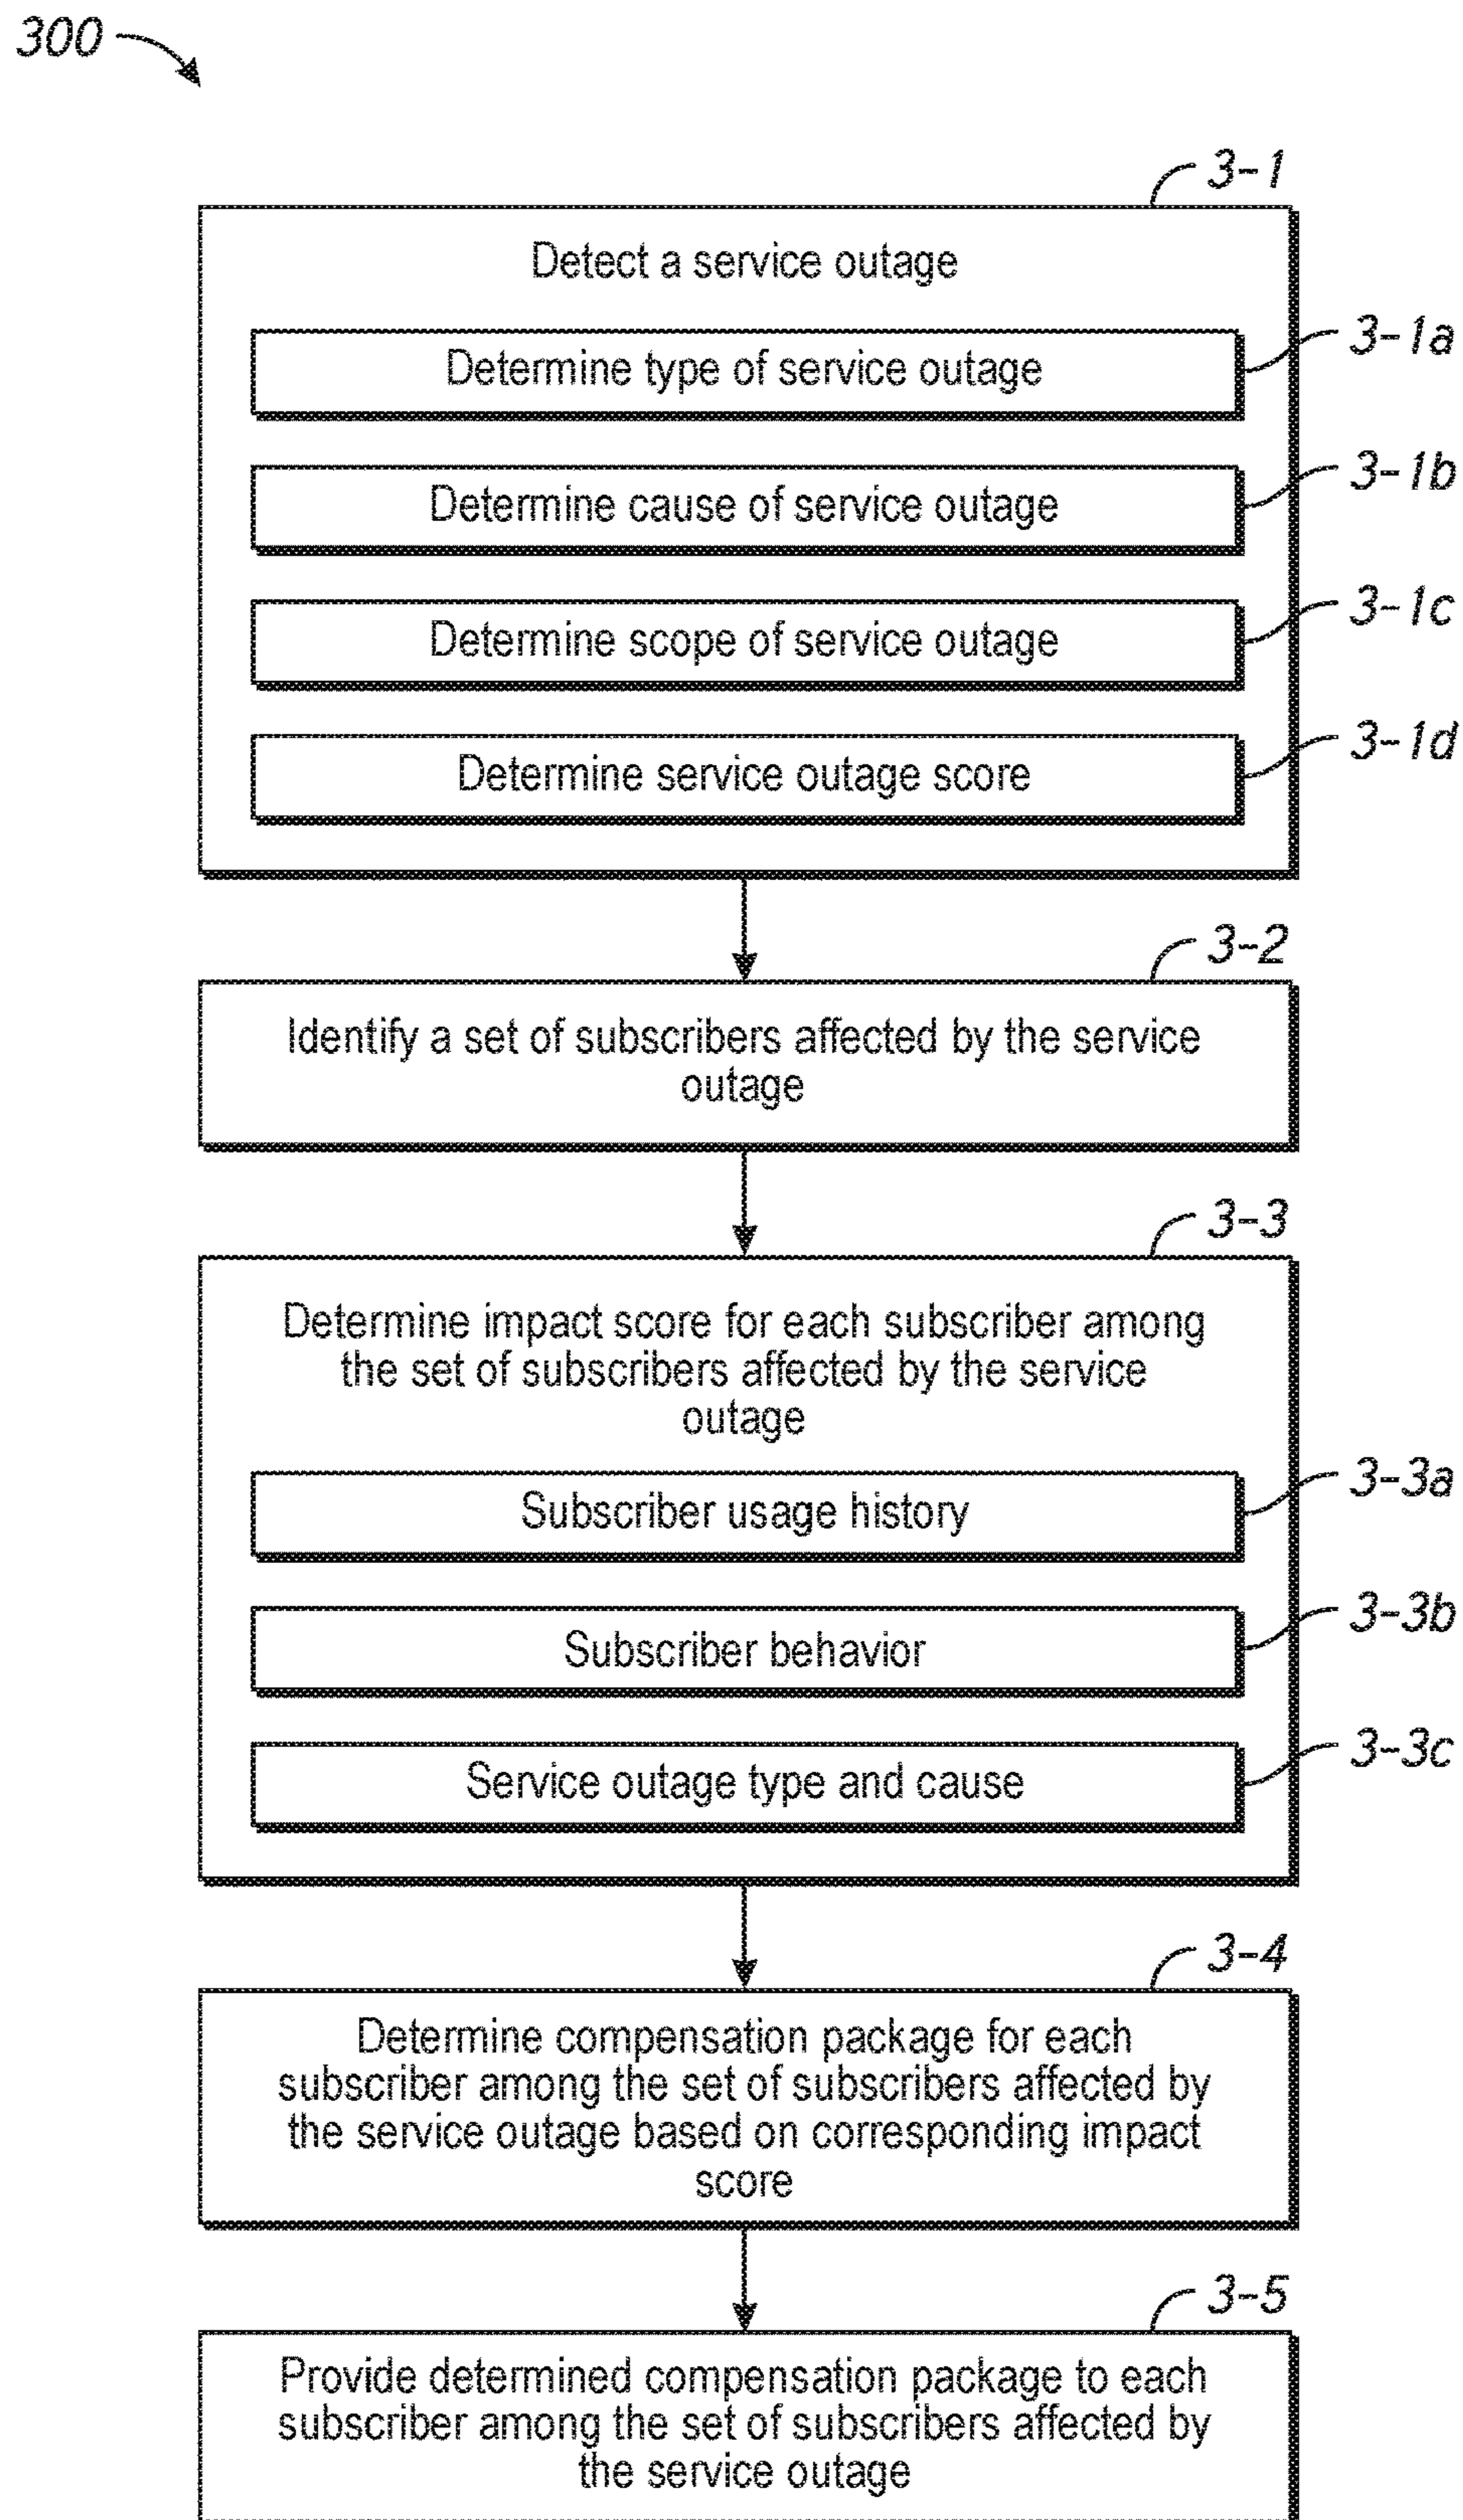 300
3-1
Detect a service outage
3-1a
Determine type of service outage
3-1b
Determine cause of service outage
3-1c
Determine scope of service outage
3-1d
Determine service outage score
3-2
Identify a set of subscribers affected by the service
outage
3-3
Determine impact score for each subscriber among
the set of subscribers affected by the service
outage
3-3a
Subscriber usage history
3-3b
Subscriber behavior
3-3c
Service outage type and cause
3-4
Determine compensation package for each
subscriber among the set of subscribers affected by
the service outage based on corresponding impact
score
3-5
Provide determined compensation package to each
subscriber among the set of subscribers affected by
the service outage